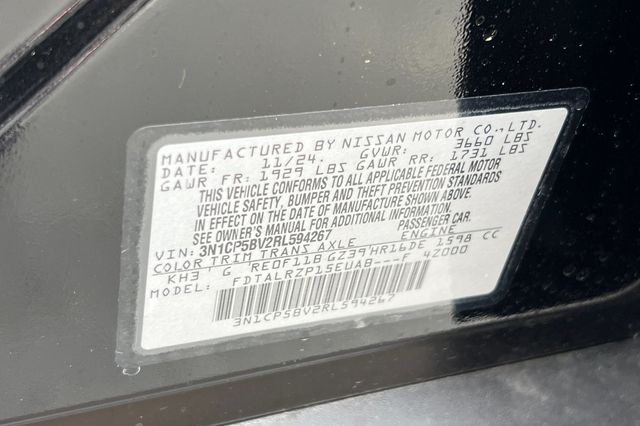 MANUFACTURED BY NISSAN MOTOR CO.,LTD.
DATE: 11/24. GVWR: 3660 LBS
GAWR FR: 1929 LBS GAWR RR: 1731 LBS
THIS VEHICLE CONFORMS TO ALL APPLICABLE FEDERAL MOTOR
VEHICLE SAFETY, BUMPER AND THEFT PREVENTION STANDARDS
IN EFFECT ON THE DATE OF MANUFACTURE SHOWN ABOVE.
SEE OWNER'S MANUAL FOR ADDITIONAL INFORMATION
VIN: 3N1CP5BV2RL594267 PASSENGER CAR.
COLOR TRIM TRANS AXLE ENGINE
KH3 G RE0F11B GZ39 HR16DE 1598 CC
FDTALRZP15EUAB---F 42000
3N1CP5BV2RL594267